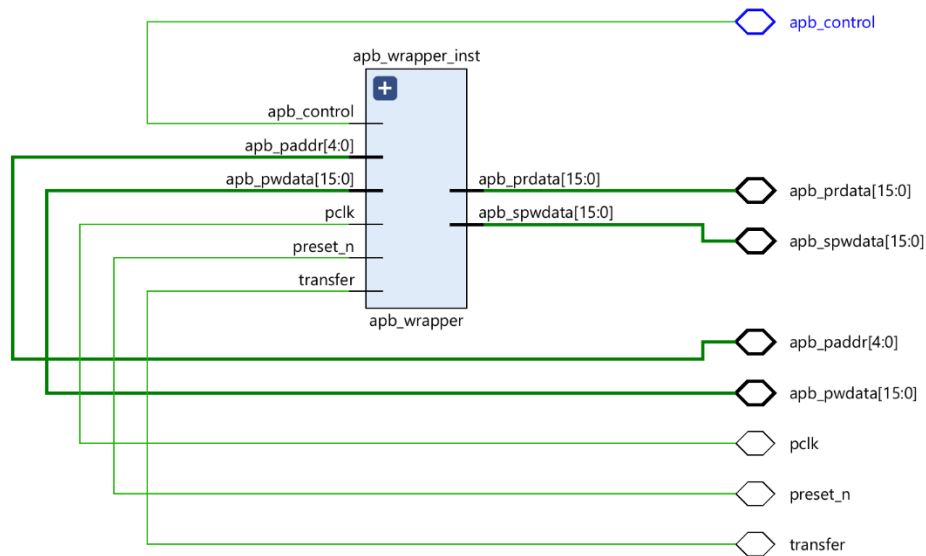 apb_control
apb_wrapper_inst
apb_control
apb_paddr[4:0]
apb_pwdata[15:0]
pclk
preset_n
transfer
apb_prdata[15:0]
apb_spwdata[15:0]
apb_wrapper
apb_prdata[15:0]
apb_spwdata[15:0]
apb_paddr[4:0]
apb_pwdata[15:0]
pclk
preset_n
transfer